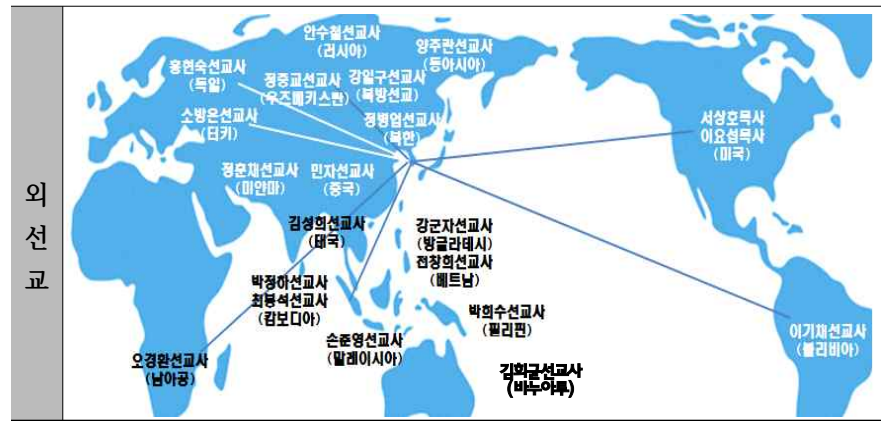 외
선
교
안수철선교사
(러시아)
양주란선교사
(동아시아)
홍현숙선교사
(독일)
정중교선교사
(우즈베키스탄)
강일구선교사
(북방선교)
소방은선교사
(터키)
정병업선교사
(북한)
서상호목사
이요섭목사
(미국)
정훈채선교사
(미얀마)
민자선교사
(중국)
김성희선교사
(태국)
강군자선교사
(방글라데시)
전창희선교사
(베트남)
박정아선교사
최봉석선교사
(캄보디아)
박희수선교사
(필리핀)
손준영선교사
(말레이시아)
이기채선교사
(볼리비아)
오경환선교사
(남아공)
김희균선교사
(바누아투)